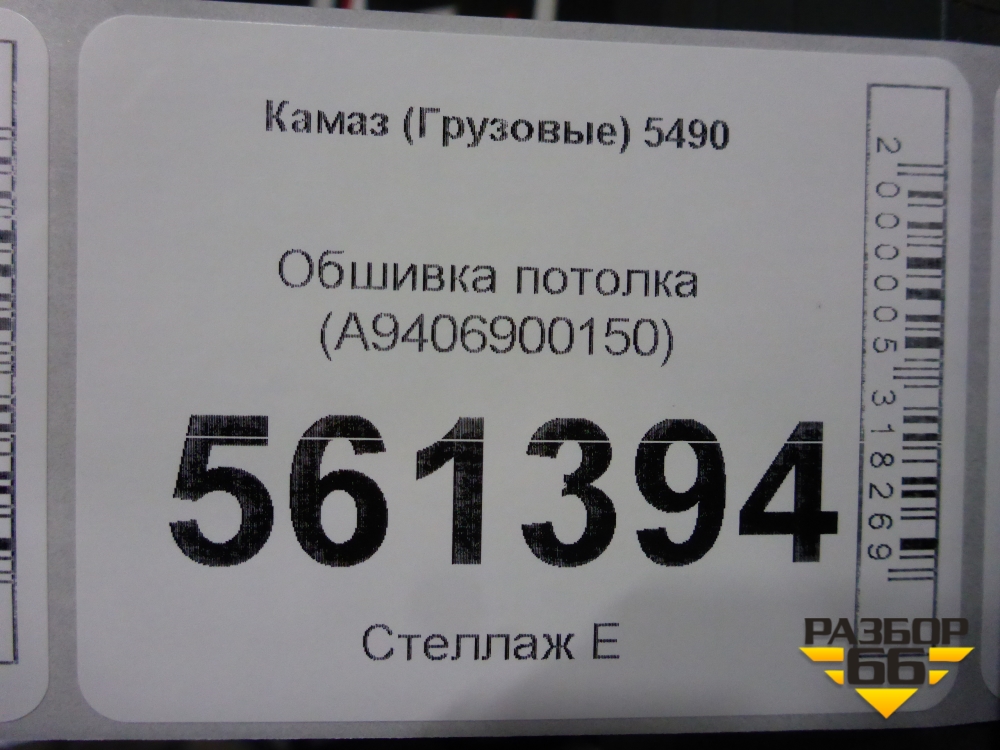 Камаз (Грузовые) 5490
Обшивка потолка
(A9406900150)
561394
Стеллаж Е
2000005318269
РАЗБОР
66